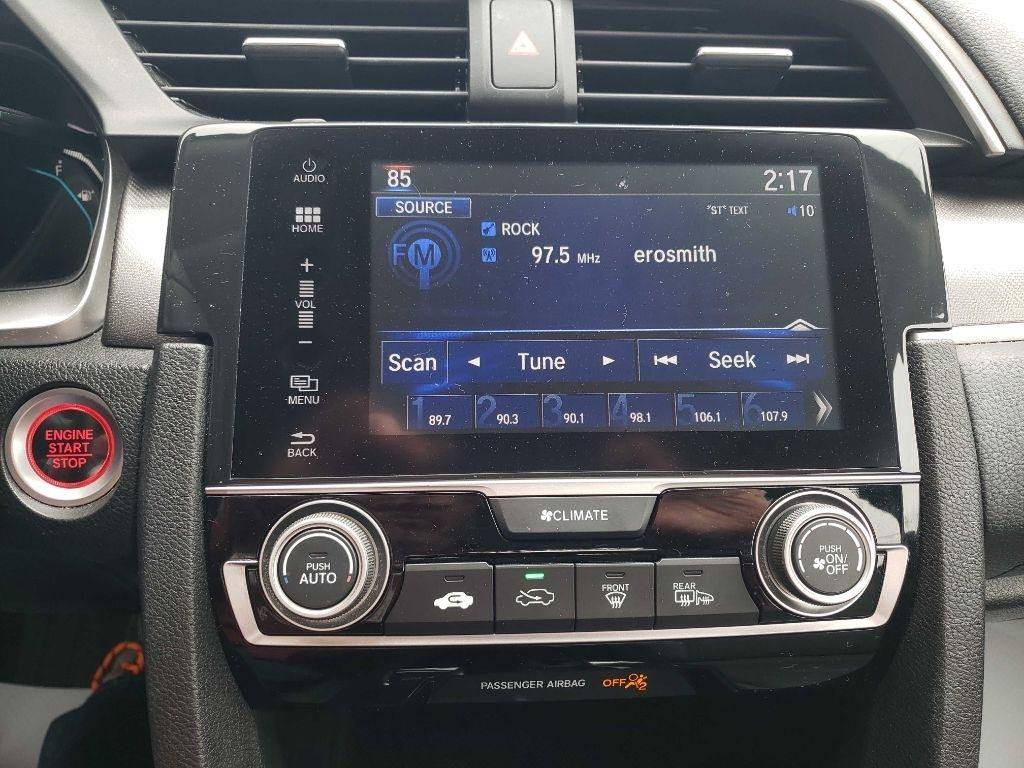 AUDIO
HOME
+
VOL
−
MENU
BACK
85
2:17
SOURCE
"ST" TEXT
10
FM
ROCK
97.5 MHz
erosmith
Scan
Tune
Seek
1 89.7
2 90.3
3 90.1
4 98.1
5 106.1
6 107.9
F
ENGINE
START
STOP
CLIMATE
PUSH
AUTO
FRONT
REAR
PUSH
ON/
OFF
PASSENGER AIRBAG OFF 2